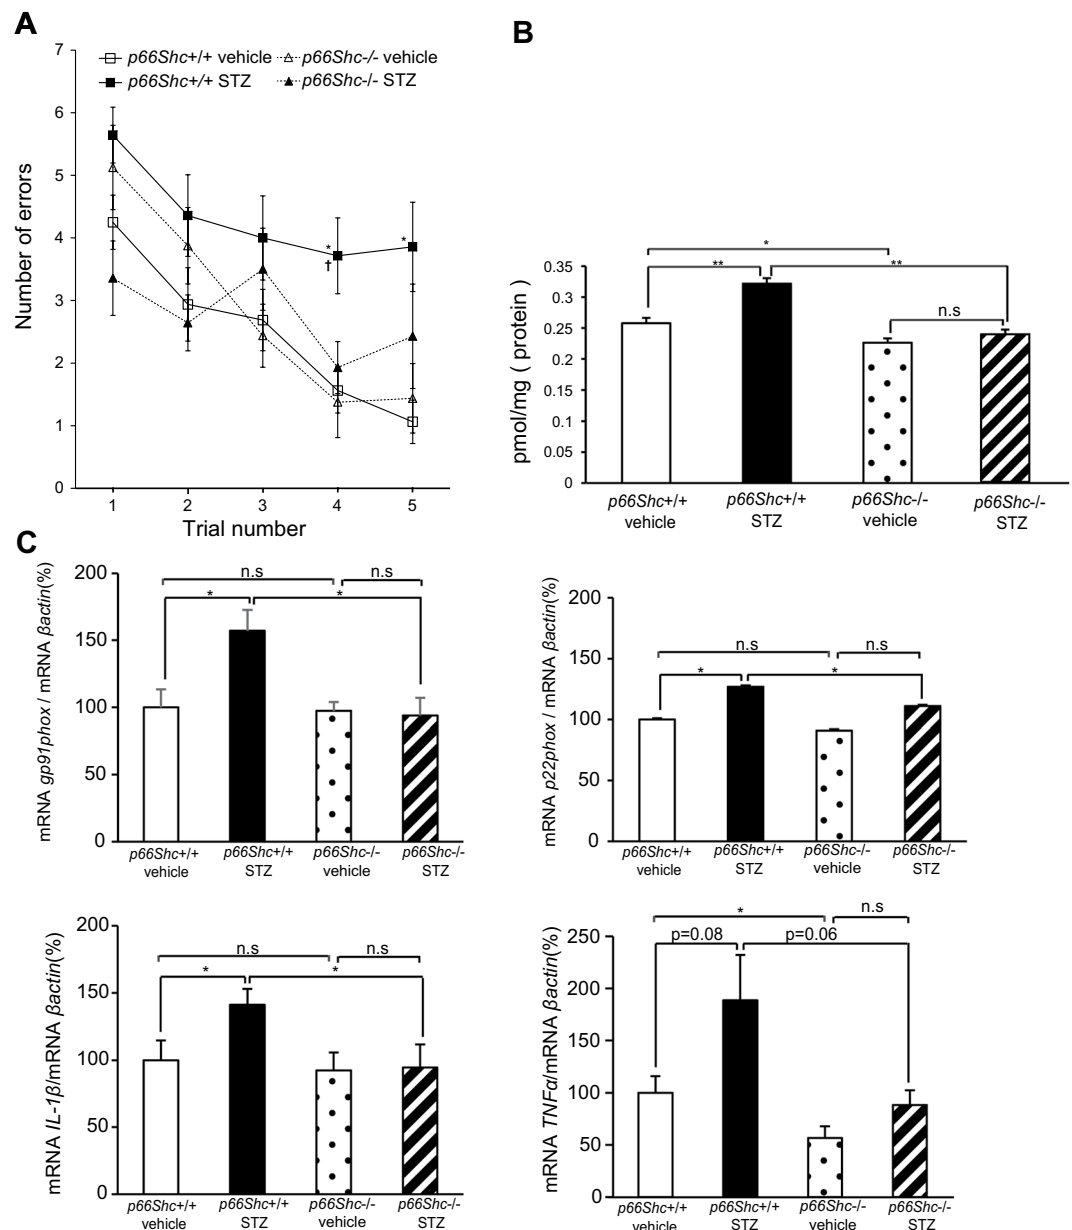 A
7
6
5
4
3
2
1
0
Number of errors
p66Shc+/+ vehicle
p66Shc-/- vehicle
p66Shc+/+ STZ
p66Shc-/- STZ
*
†
*
1 2 3 4 5
Trial number
B
0.35
0.3
0.25
0.2
0.15
0.1
0.05
0
pmol/mg ( protein )
*
** **
n.s
p66Shc+/+ p66Shc+/+ p66Shc-/- p66Shc-/-
vehicle STZ vehicle STZ
C
200
150
100
50
0
mRNA gp91phox / mRNA βactin(%)
n.s n.s
* *
p66Shc+/+ p66Shc+/+ p66Shc-/- p66Shc-/-
vehicle STZ vehicle STZ
200
150
100
50
0
mRNA p22phox / mRNA βactin(%)
n.s n.s
* *
p66Shc+/+ p66Shc+/+ p66Shc-/- p66Shc-/-
vehicle STZ vehicle STZ
200
150
100
50
0
mRNA IL-1β/mRNA βactin(%)
n.s n.s
* *
p66Shc+/+ p66Shc+/+ p66Shc-/- p66Shc-/-
vehicle STZ vehicle STZ
250
200
150
100
50
0
mRNA TNFα/mRNA βactin(%)
* n.s
p=0.08 p=0.06
p66Shc+/+ p66Shc+/+ p66Shc-/- p66Shc-/-
vehicle STZ vehicle STZ